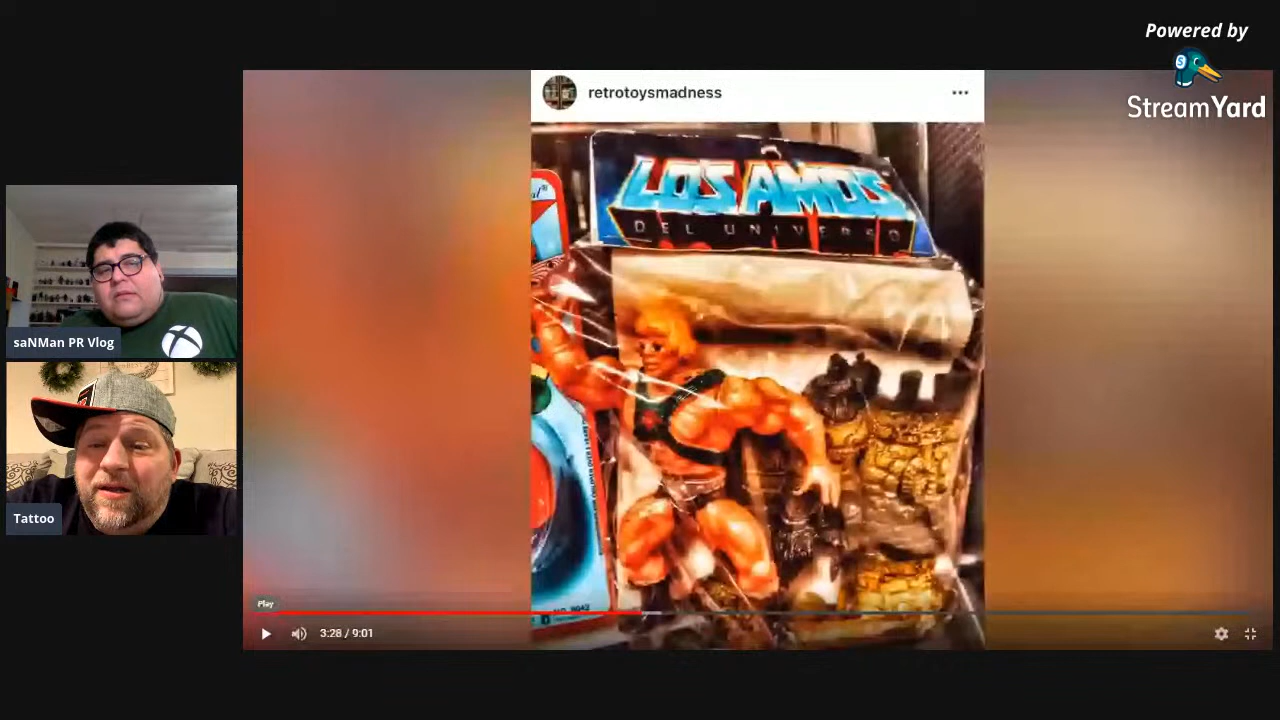 Powered by
StreamYard
retrotoysmadness
LOS AMOS
DEL UNIVERSO
saNMan PR Vlog
Tattoo
Play
3:28 / 9:01